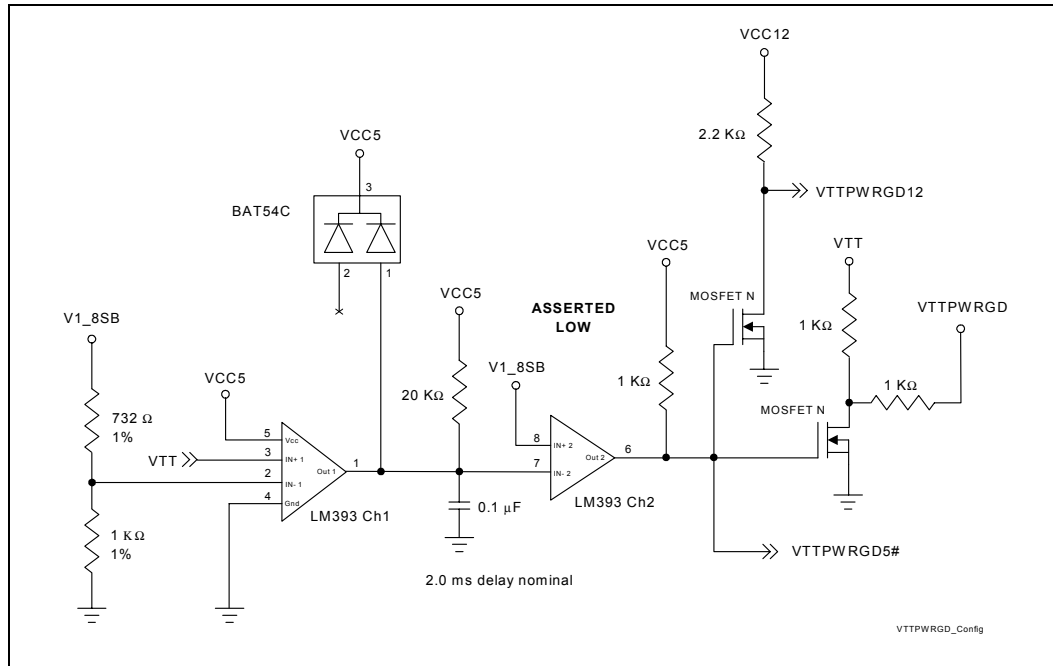 VCC12
2.2 KΩ
VTTPWRGD12
VCC5
3
BAT54C
2
1
VCC5
VTT
MOSFET N
VTTPWRGD
1 KΩ
1 KΩ
MOSFET N
VCC5
ASSERTED
LOW
V1_8SB
V1_8SB
20 KΩ
1 KΩ
VCC5
732 Ω
1%
5
Vcc
VTT
3
IN+ 1
2
IN- 1
4
Gnd
Out 1
1
LM393 Ch1
8
IN+ 2
7
IN- 2
Out 2
6
LM393 Ch2
0.1 μF
1 KΩ
1%
VTTPWRGD5#
2.0 ms delay nominal
VTTPWRGD_Config